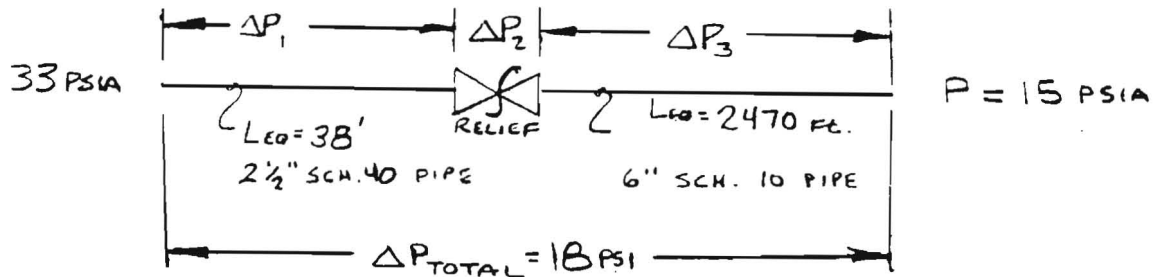 ΔP₁
ΔP₂
ΔP₃
33 PSIA
RELIEF
P = 15 PSIA
LEQ=38'
2½" SCH. 40 PIPE
LEQ=2470 Ft.
6" SCH. 10 PIPE
ΔPTOTAL = 18 PSI